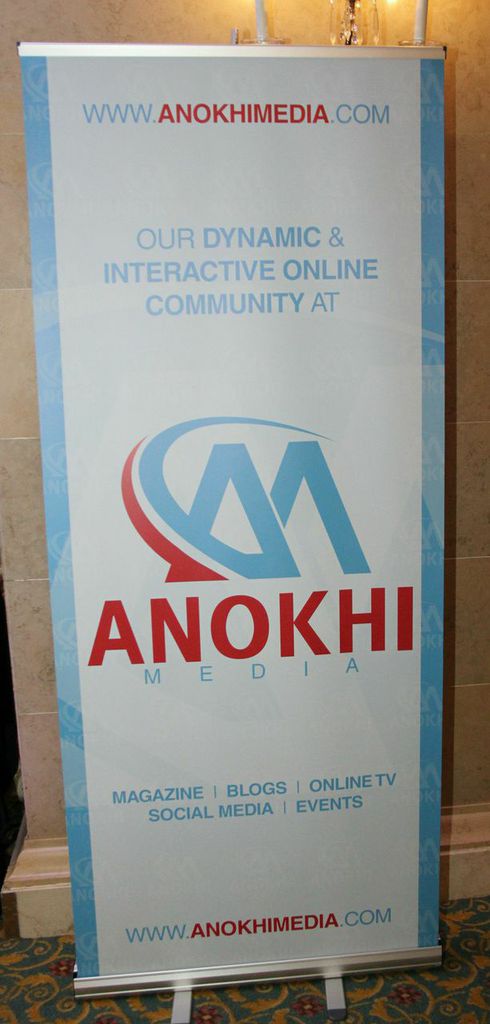 WWW.ANOKHIMEDIA.COM
OUR DYNAMIC &
INTERACTIVE ONLINE
COMMUNITY AT
ANOKHI
MEDIA
MAGAZINE | BLOGS | ONLINE TV
SOCIAL MEDIA | EVENTS
WWW.ANOKHIMEDIA.COM